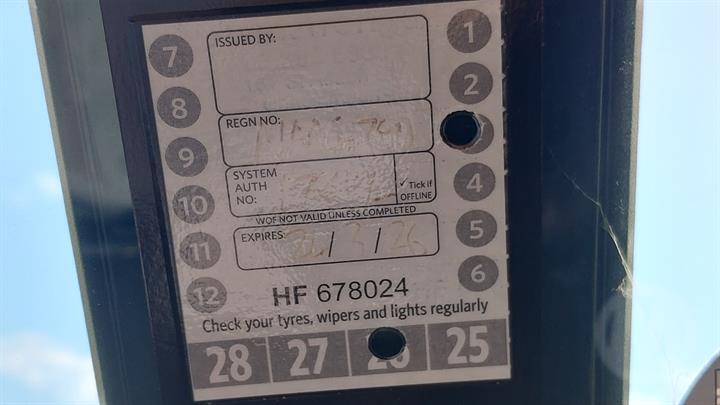 ISSUED BY:
7
1
8
2
REGN NO:
9
SYSTEM
AUTH
NO:
✓ Tick if
OFFLINE
10
4
WOF NOT VALID UNLESS COMPLETED
EXPIRES: / 3 / 26
11
5
12
6
HF 678024
Check your tyres, wipers and lights regularly
28 27 25